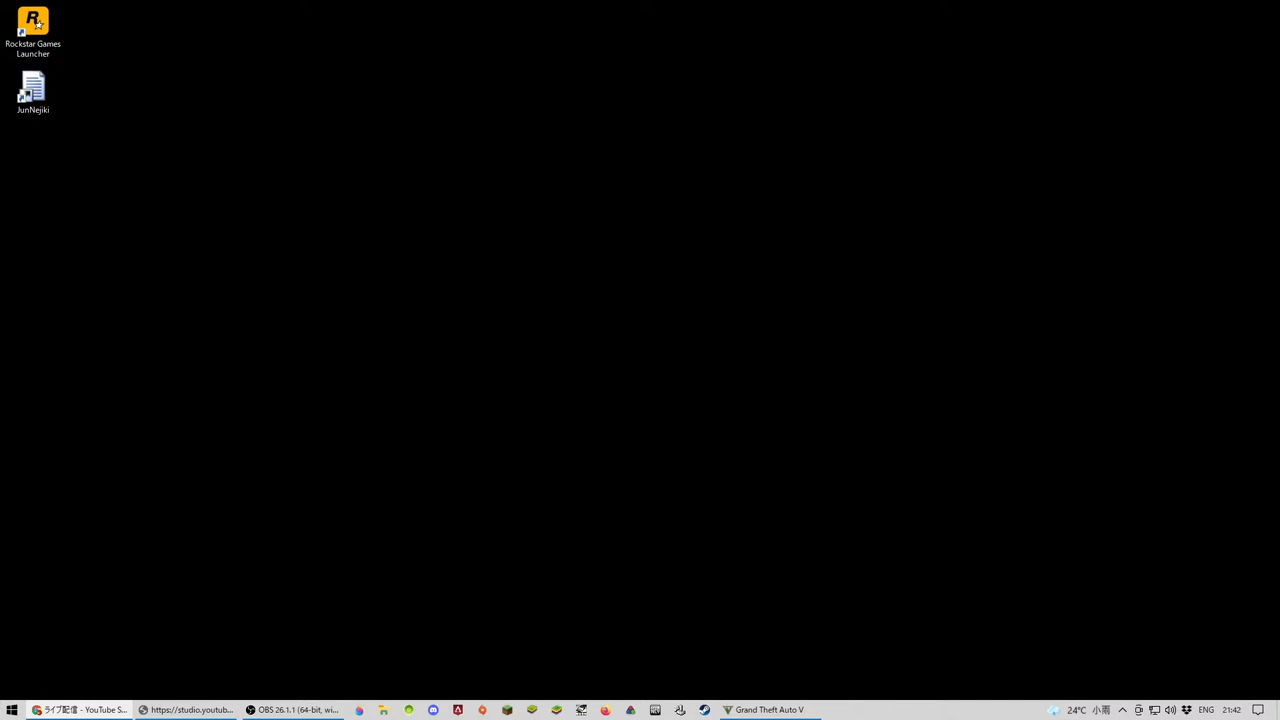 Rockstar Games
Launcher
JunNejiki
ライブ配信 - YouTube S...
https://studio.youtub...
OBS 26.1.1 (64-bit, wi...
Grand Theft Auto V
24°C 小雨
ENG
21:42